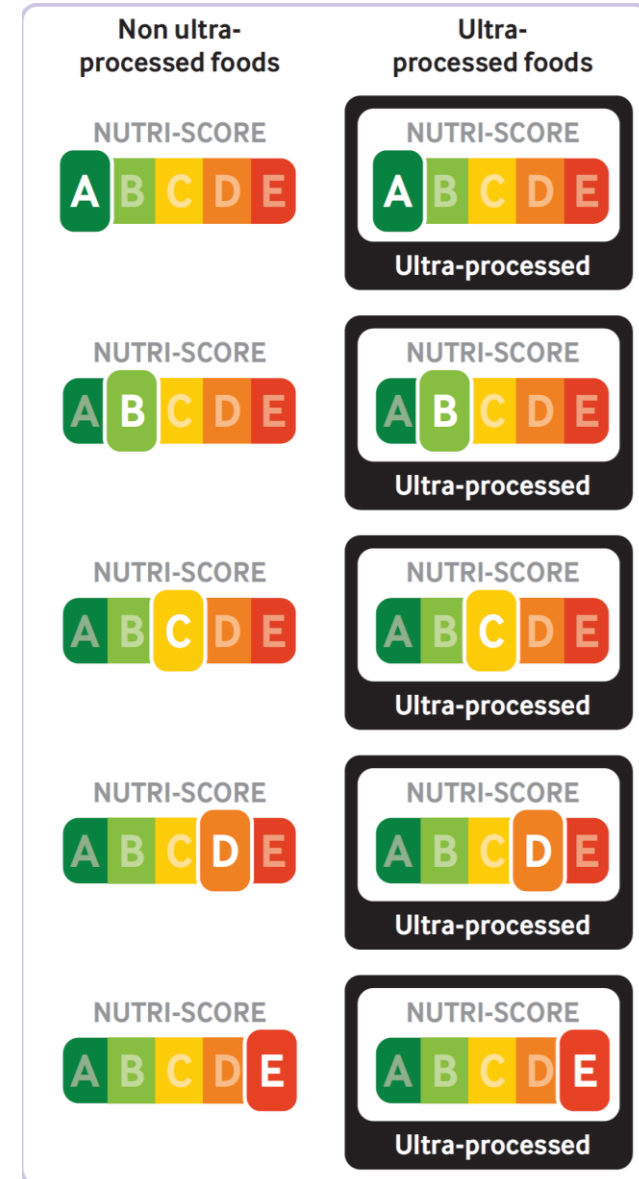 Non ultra-
processed foods
Ultra-
processed foods
NUTRI-SCORE
A B C D E
NUTRI-SCORE
A B C D E
Ultra-processed
NUTRI-SCORE
A B C D E
NUTRI-SCORE
A B C D E
Ultra-processed
NUTRI-SCORE
A B C D E
NUTRI-SCORE
A B C D E
Ultra-processed
NUTRI-SCORE
A B C D E
NUTRI-SCORE
A B C D E
Ultra-processed
NUTRI-SCORE
A B C D E
NUTRI-SCORE
A B C D E
Ultra-processed